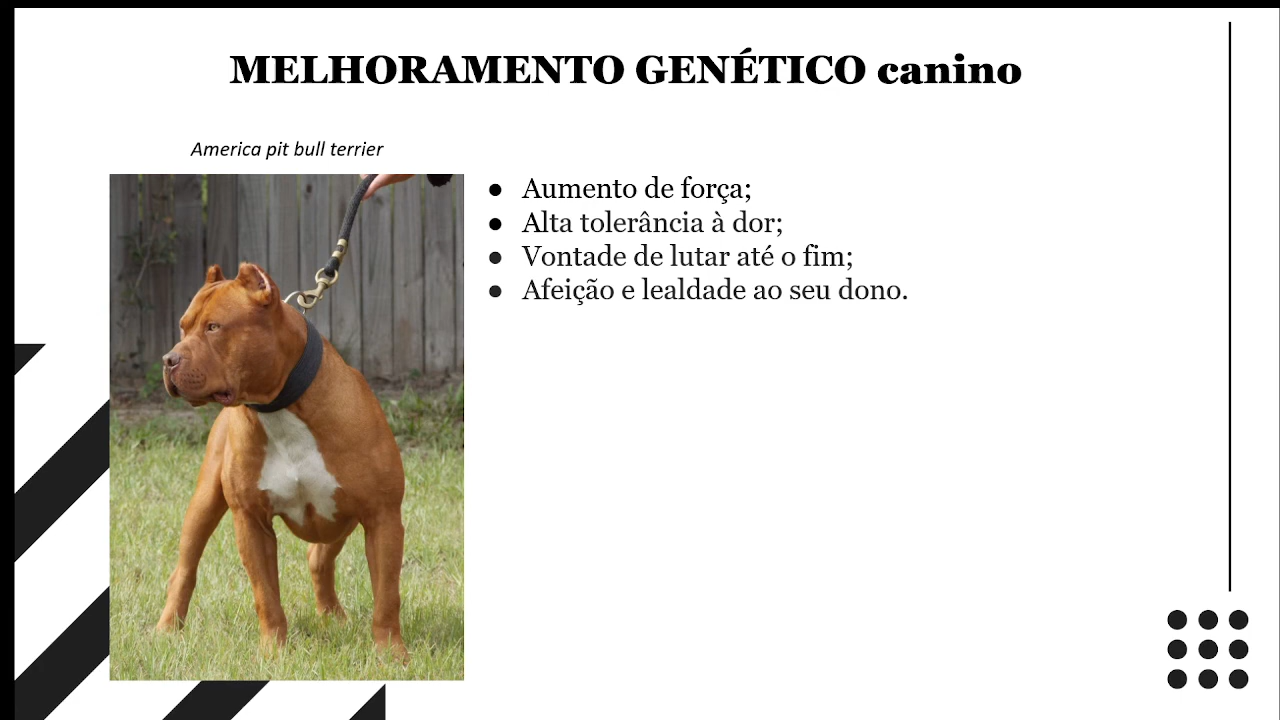 MELHORAMENTO GENÉTICO canino
America pit bull terrier
● Aumento de força;
● Alta tolerância à dor;
● Vontade de lutar até o fim;
● Afeição e lealdade ao seu dono.